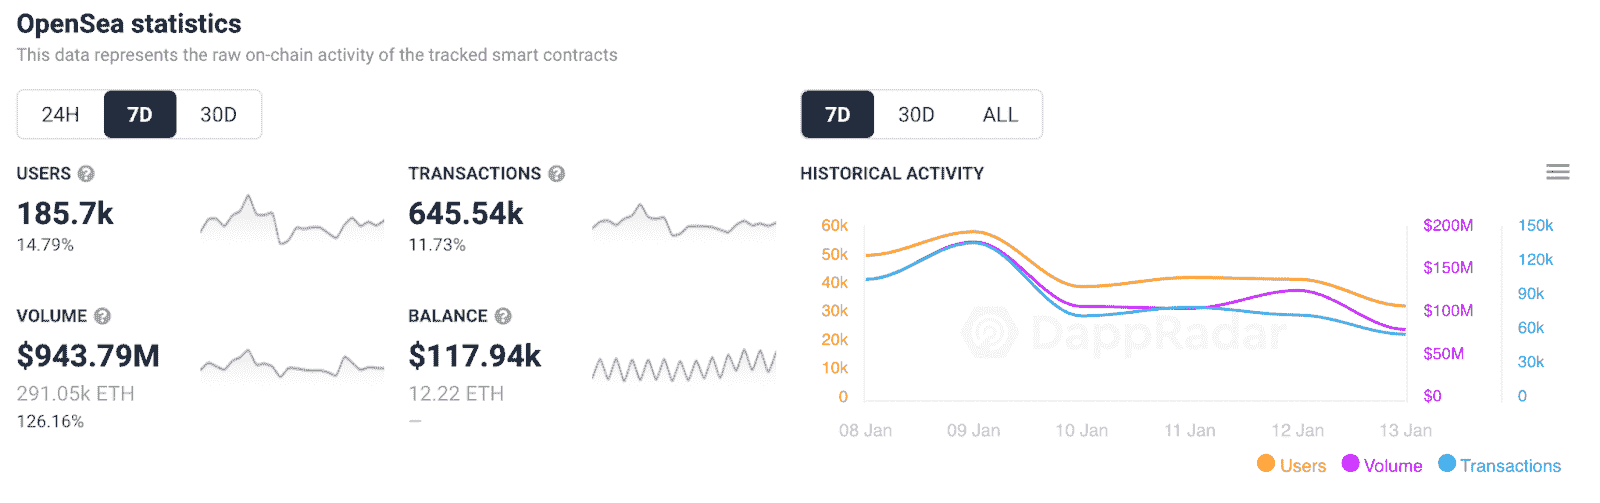 OpenSea statistics
This data represents the raw on-chain activity of the tracked smart contracts
24H 7D 30D
USERS ?
185.7k
14.79%
TRANSACTIONS ?
645.54k
11.73%
VOLUME ?
$943.79M
291.05k ETH
126.16%
BALANCE ?
$117.94k
12.22 ETH
—
7D 30D ALL
HISTORICAL ACTIVITY
60k $200M 150k
50k 120k
$150M
40k 90k
30k $100M
60k
20k $50M
10k 30k
0 $0 0
DappRadar
08 Jan 09 Jan 10 Jan 11 Jan 12 Jan 13 Jan
Users Volume Transactions